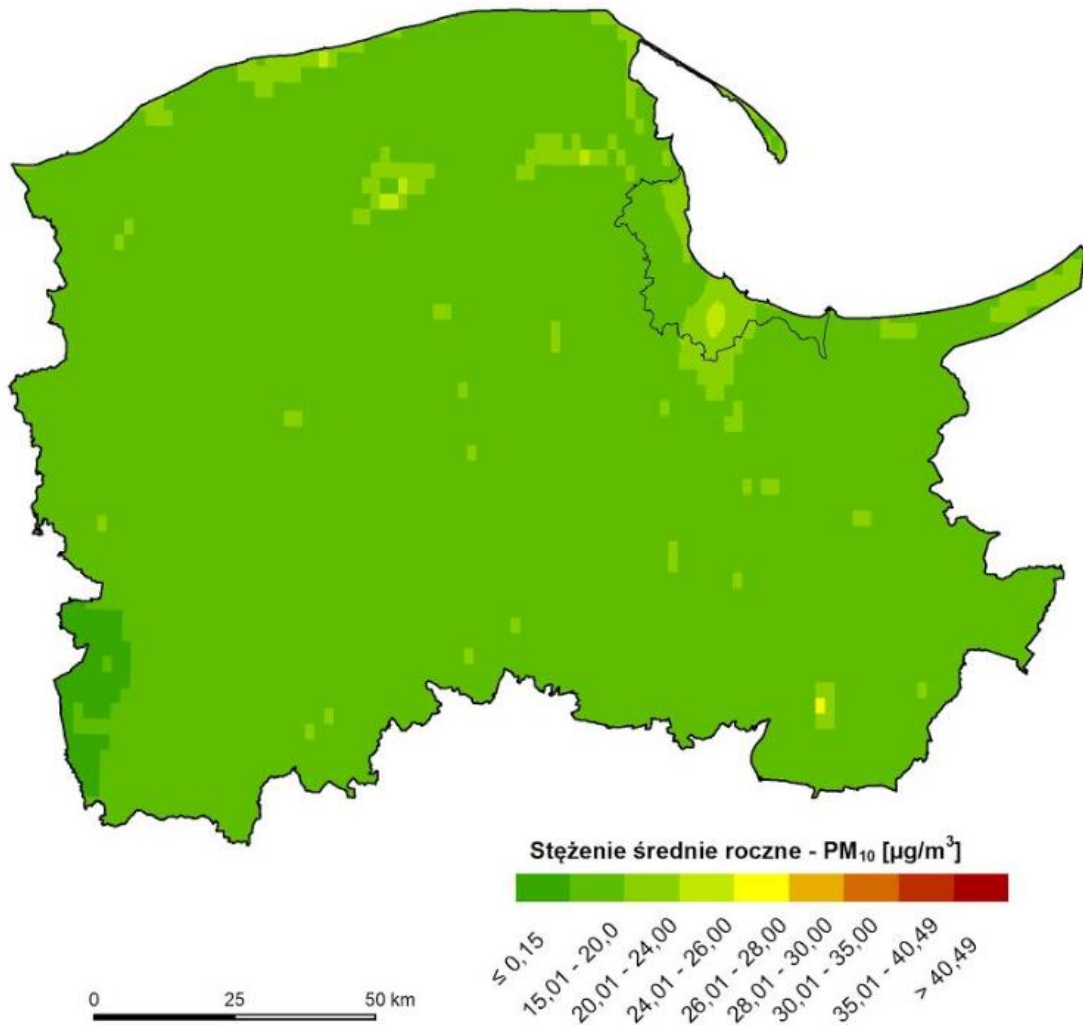 Stężenie średnie roczne - PM₁₀ [µg/m³]
≤ 0,15
15,01 - 20,0
20,01 - 24,00
24,01 - 26,00
26,01 - 28,00
28,01 - 30,00
30,01 - 35,00
35,01 - 40,49
> 40,49
0 25 50 km